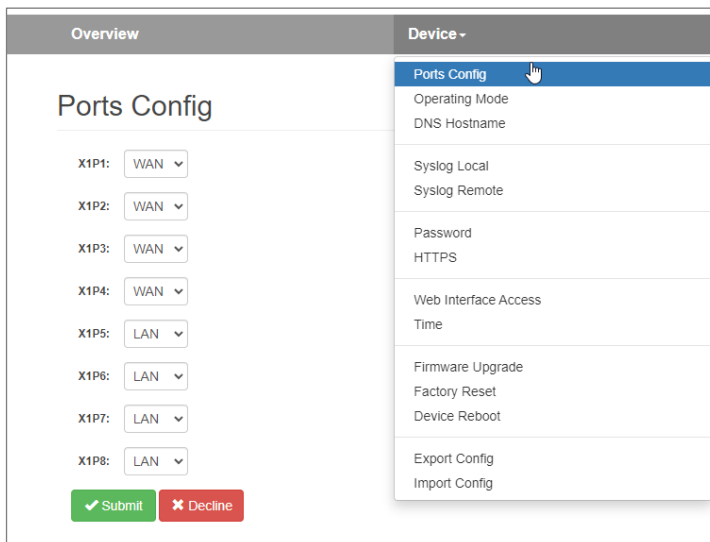 Overview
Device
Ports Config
X1P1: WAN
X1P2: WAN
X1P3: WAN
X1P4: WAN
X1P5: LAN
X1P6: LAN
X1P7: LAN
X1P8: LAN
Submit
Decline
Ports Config
Operating Mode
DNS Hostname
Syslog Local
Syslog Remote
Password
HTTPS
Web Interface Access
Time
Firmware Upgrade
Factory Reset
Device Reboot
Export Config
Import Config